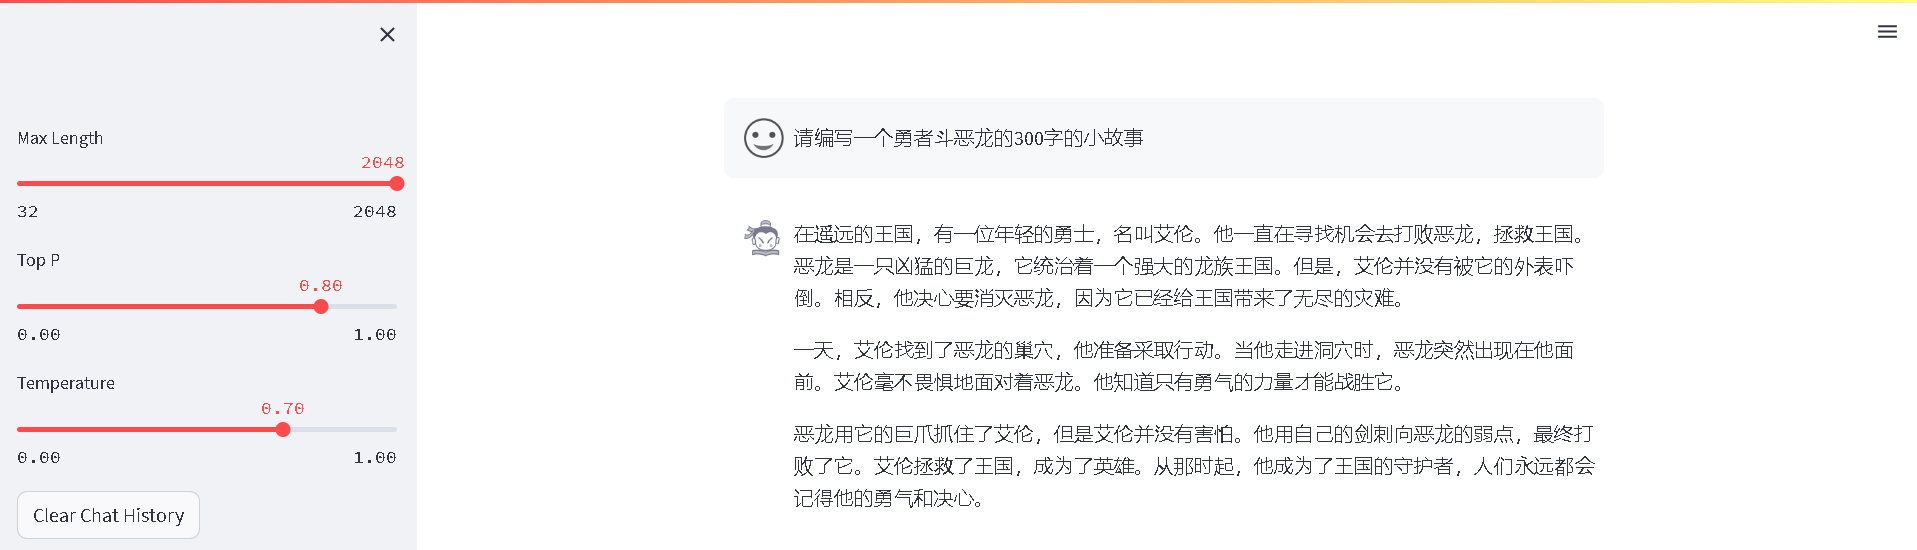 Max Length
2048
32 2048
Top P
0.80
0.00 1.00
Temperature
0.70
0.00 1.00
Clear Chat History
请编写一个勇者斗恶龙的300字的小故事
在遥远的王国，有一位年轻的勇士，名叫艾伦。他一直在寻找机会去打败恶龙，拯救王国。
恶龙是一只凶猛的巨龙，它统治着一个强大的龙族王国。但是，艾伦并没有被它的外表吓
倒。相反，他决心要消灭恶龙，因为它已经给王国带来了无尽的灾难。
一天，艾伦找到了恶龙的巢穴，他准备采取行动。当他走进洞穴时，恶龙突然出现在他面
前。艾伦毫不畏惧地面对着恶龙。他知道只有勇气的力量才能战胜它。
恶龙用它的巨爪抓住了艾伦，但是艾伦并没有害怕。他用自己的剑刺向恶龙的弱点，最终打
败了它。艾伦拯救了王国，成为了英雄。从那时起，他成为了王国的守护者，人们永远都会
记得他的勇气和决心。